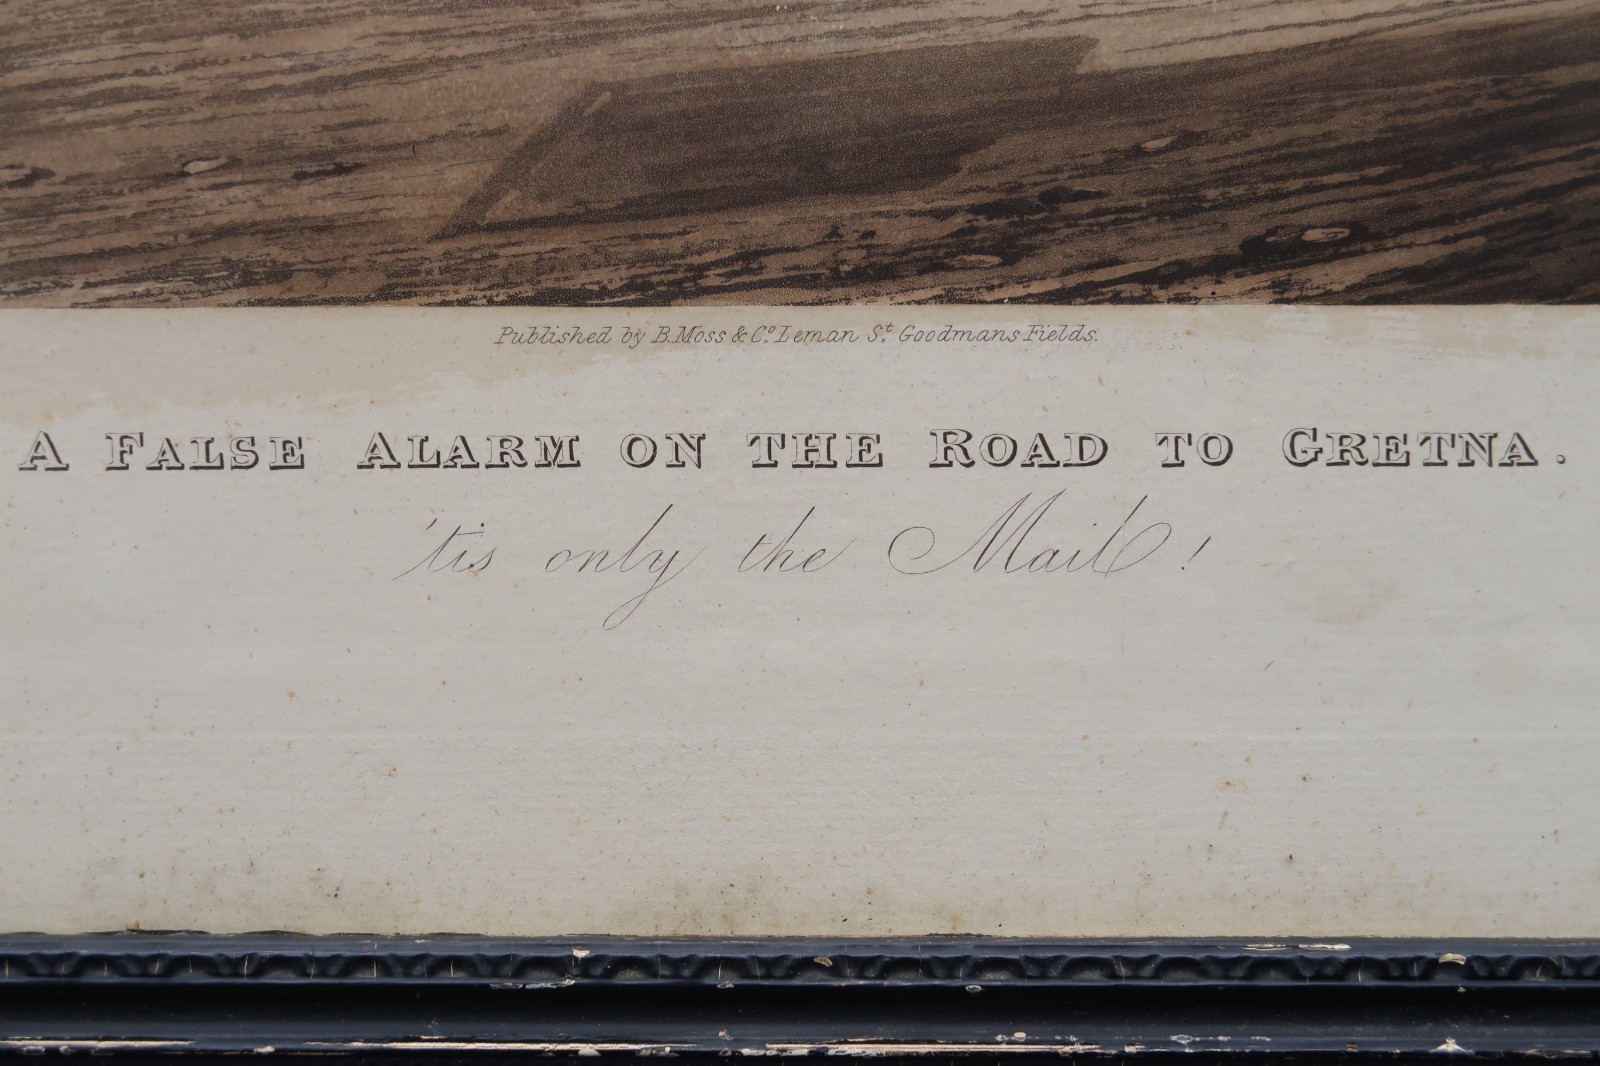 Published by B. Moss & Co. Leman St. Goodmans Fields.
A FALSE ALARM ON THE ROAD TO GRETNA.
'tis only the Mail!